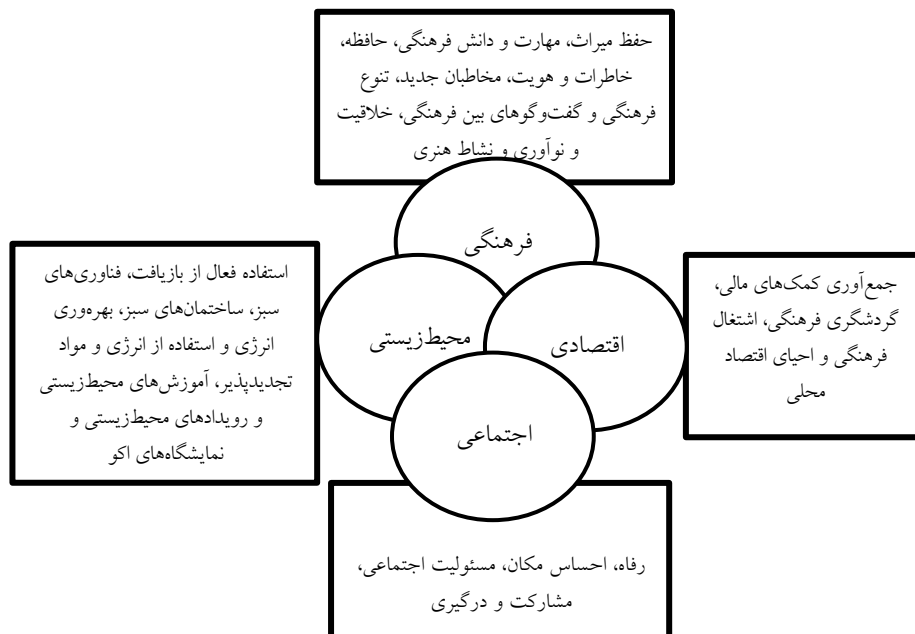 حفظ میراث، مهارت و دانش فرهنگی، حافظه،
خاطرات و هویت، مخاطبان جدید، تنوع
فرهنگی و گفت‌وگوهای بین فرهنگی، خلاقیت
و نوآوری و نشاط هنری
فرهنگی
جمع‌آوری کمک‌های مالی،
گردشگری فرهنگی، اشتغال
فرهنگی و احیای اقتصاد
محلی
اقتصادی
محیط‌زیستی
استفاده فعال از بازیافت، فناوری‌های
سبز، ساختمان‌های سبز، بهره‌وری
انرژی و استفاده از انرژی و مواد
تجدیدپذیر، آموزش‌های محیط‌زیستی
و رویدادهای محیط‌زیستی و
نمایشگاه‌های اکو
اجتماعی
رفاه، احساس مکان، مسئولیت اجتماعی،
مشارکت و درگیری